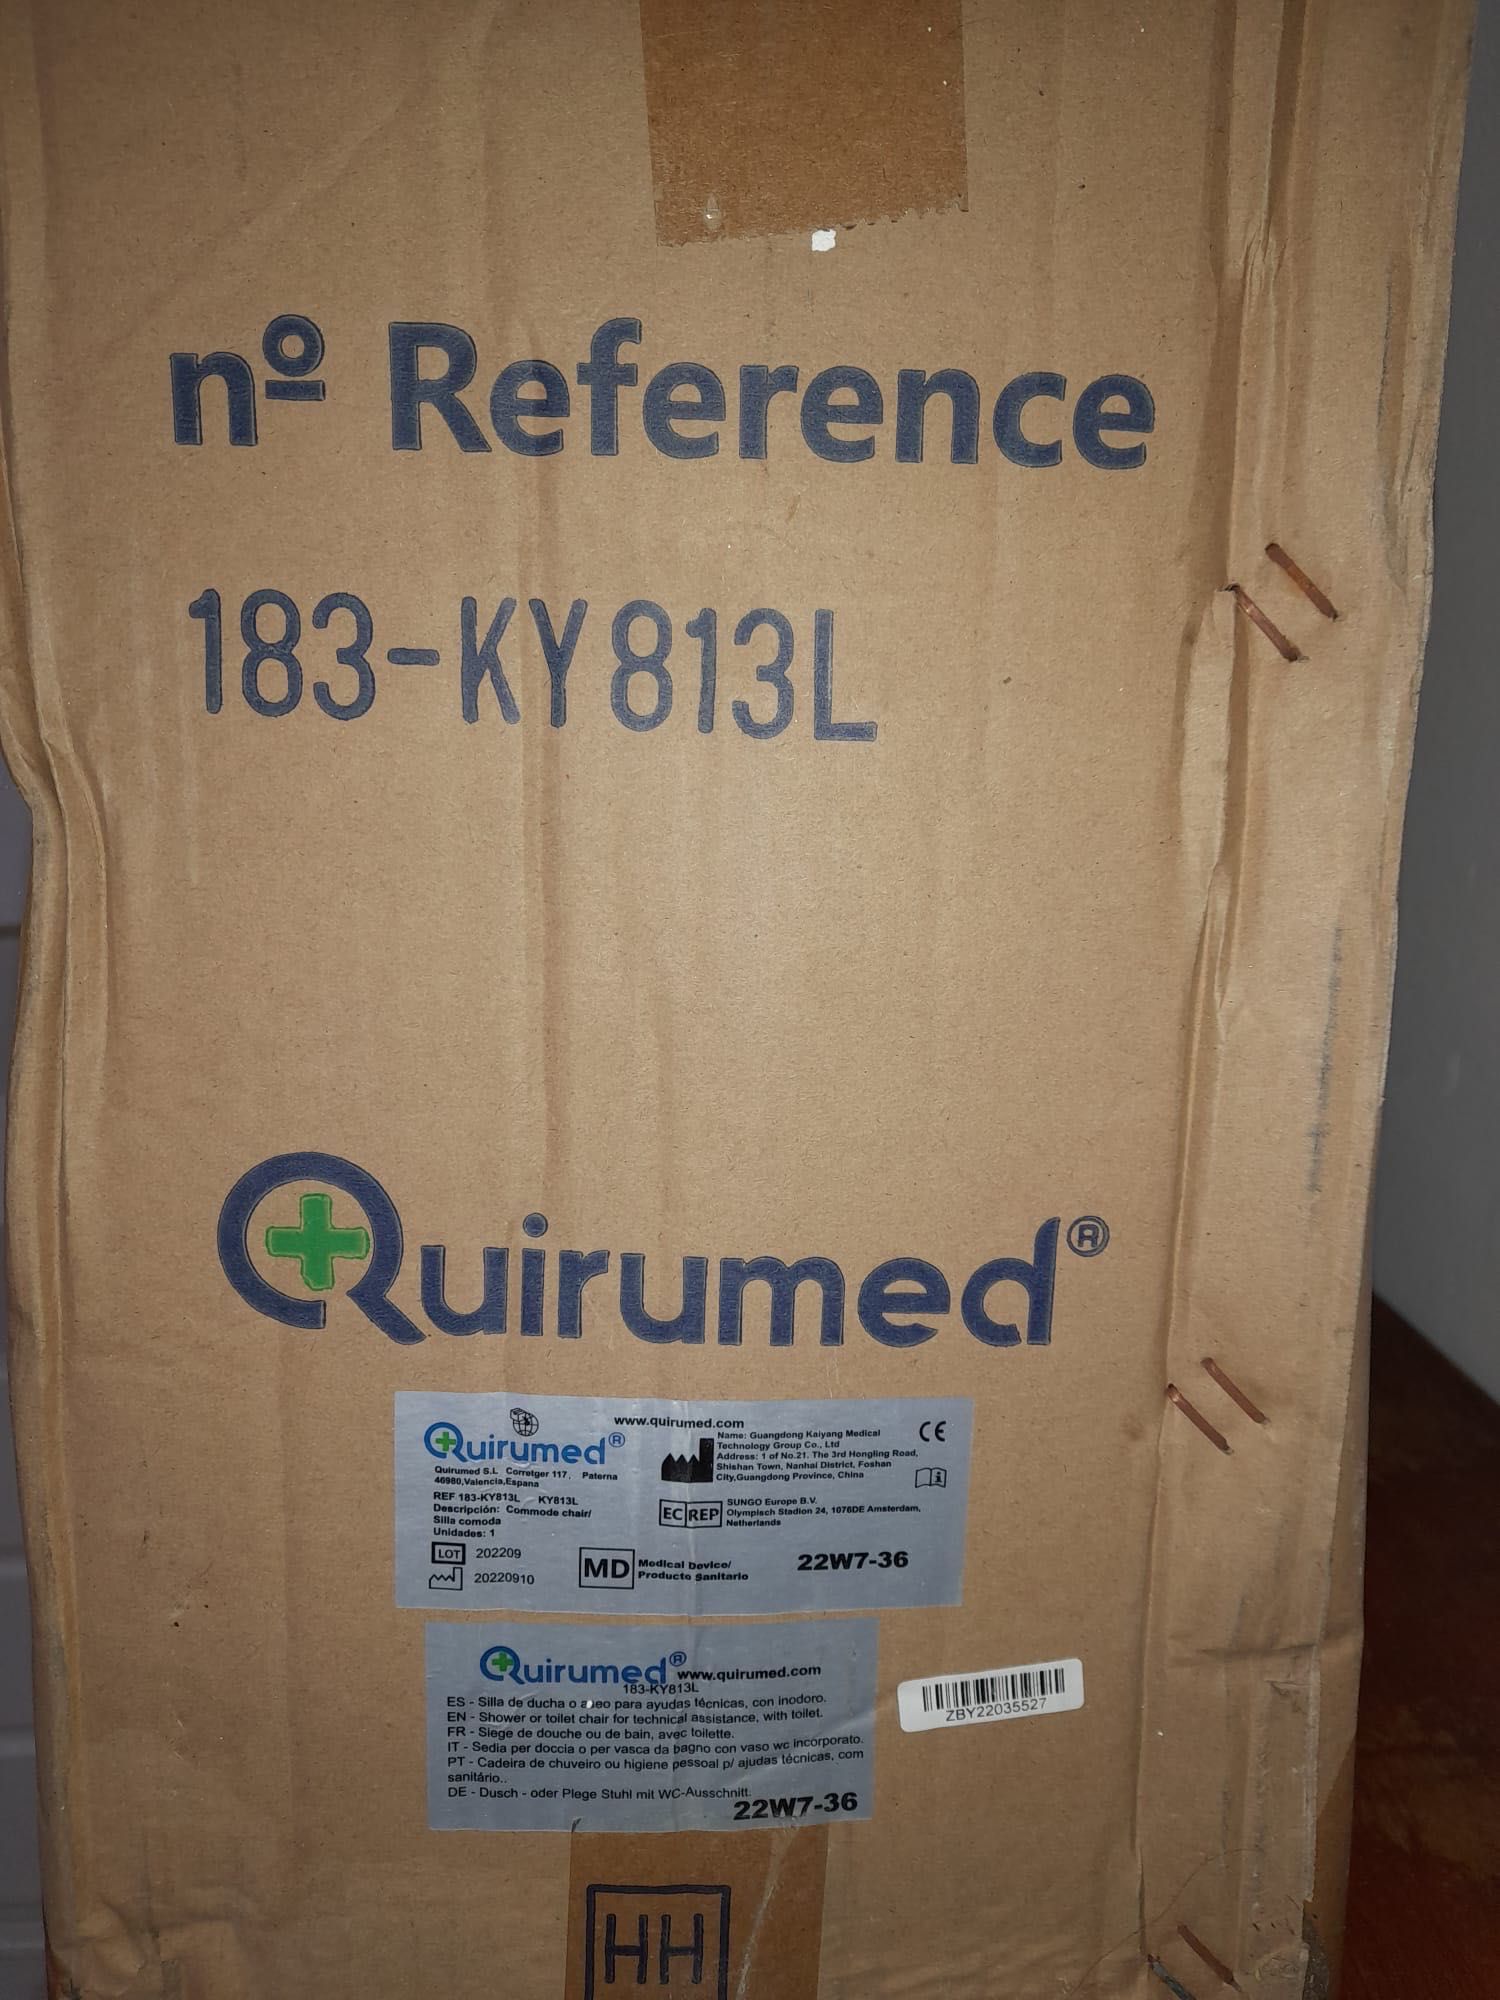 nº Reference
183-KY813L
Quirumed®
Quirumed®
www.quirumed.com
Quirumed S.L. Corretger 117, Paterna
46980,Valencia,Espana
REF 183-KY813L KY813L
Descripción: Commode chair/
Silla comoda
Unidades: 1
LOT 202209
20220910
Name: Guangdong Kaiyang Medical
Technology Group Co., Ltd
Address: 1 of No.21. The 3rd Hongling Road,
Shishan Town, Nanhai District, Foshan
City,Guangdong Province, China
CE
EC REP
SUNGO Europe B.V.
Olympisch Stadion 24, 1076DE Amsterdam,
Netherlands
MD Medical Device/
Producto Sanitario
22W7-36
Quirumed® www.quirumed.com
183-KY813L
ES - Silla de ducha o aseo para ayudas técnicas, con inodoro.
EN - Shower or toilet chair for technical assistance, with toilet.
FR - Siege de douche ou de bain, avec toilette.
IT - Sedia per doccia o per vasca da bagno con vaso wc incorporato.
PT - Cadeira de chuveiro ou higiene pessoal p/ ajudas técnicas, com
sanitário..
DE - Dusch - oder Plege Stuhl mit WC-Ausschnitt.
22W7-36
ZBY22035527
HH